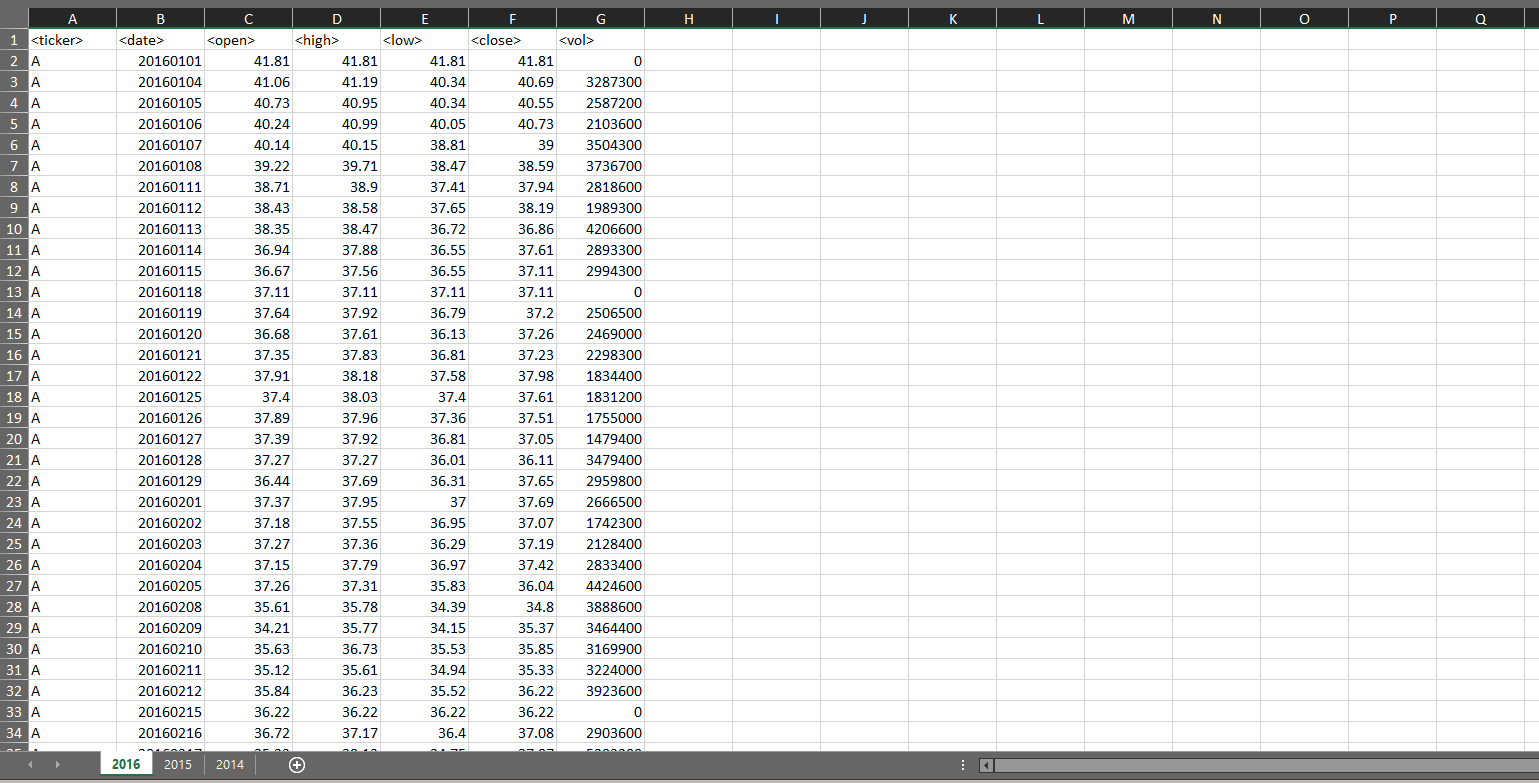 A B C D E F G H I J K L M N O P Q
1 <ticker> <date> <open> <high> <low> <close> <vol>
2 A 20160101 41.81 41.81 41.81 41.81 0
3 A 20160104 41.06 41.19 40.34 40.69 3287300
4 A 20160105 40.73 40.95 40.34 40.55 2587200
5 A 20160106 40.24 40.99 40.05 40.73 2103600
6 A 20160107 40.14 40.15 38.81 39 3504300
7 A 20160108 39.22 39.71 38.47 38.59 3736700
8 A 20160111 38.71 38.9 37.41 37.94 2818600
9 A 20160112 38.43 38.58 37.65 38.19 1989300
10 A 20160113 38.35 38.47 36.72 36.86 4206600
11 A 20160114 36.94 37.88 36.55 37.61 2893300
12 A 20160115 36.67 37.56 36.55 37.11 2994300
13 A 20160118 37.11 37.11 37.11 37.11 0
14 A 20160119 37.64 37.92 36.79 37.2 2506500
15 A 20160120 36.68 37.61 36.13 37.26 2469000
16 A 20160121 37.35 37.83 36.81 37.23 2298300
17 A 20160122 37.91 38.18 37.58 37.98 1834400
18 A 20160125 37.4 38.03 37.4 37.61 1831200
19 A 20160126 37.89 37.96 37.36 37.51 1755000
20 A 20160127 37.39 37.92 36.81 37.05 1479400
21 A 20160128 37.27 37.27 36.01 36.11 3479400
22 A 20160129 36.44 37.69 36.31 37.65 2959800
23 A 20160201 37.37 37.95 37 37.69 2666500
24 A 20160202 37.18 37.55 36.95 37.07 1742300
25 A 20160203 37.27 37.36 36.29 37.19 2128400
26 A 20160204 37.15 37.79 36.97 37.42 2833400
27 A 20160205 37.26 37.31 35.83 36.04 4424600
28 A 20160208 35.61 35.78 34.39 34.8 3888600
29 A 20160209 34.21 35.77 34.15 35.37 3464400
30 A 20160210 35.63 36.73 35.53 35.85 3169900
31 A 20160211 35.12 35.61 34.94 35.33 3224000
32 A 20160212 35.84 36.23 35.52 36.22 3923600
33 A 20160215 36.22 36.22 36.22 36.22 0
34 A 20160216 36.72 37.17 36.4 37.08 2903600
2016 2015 2014